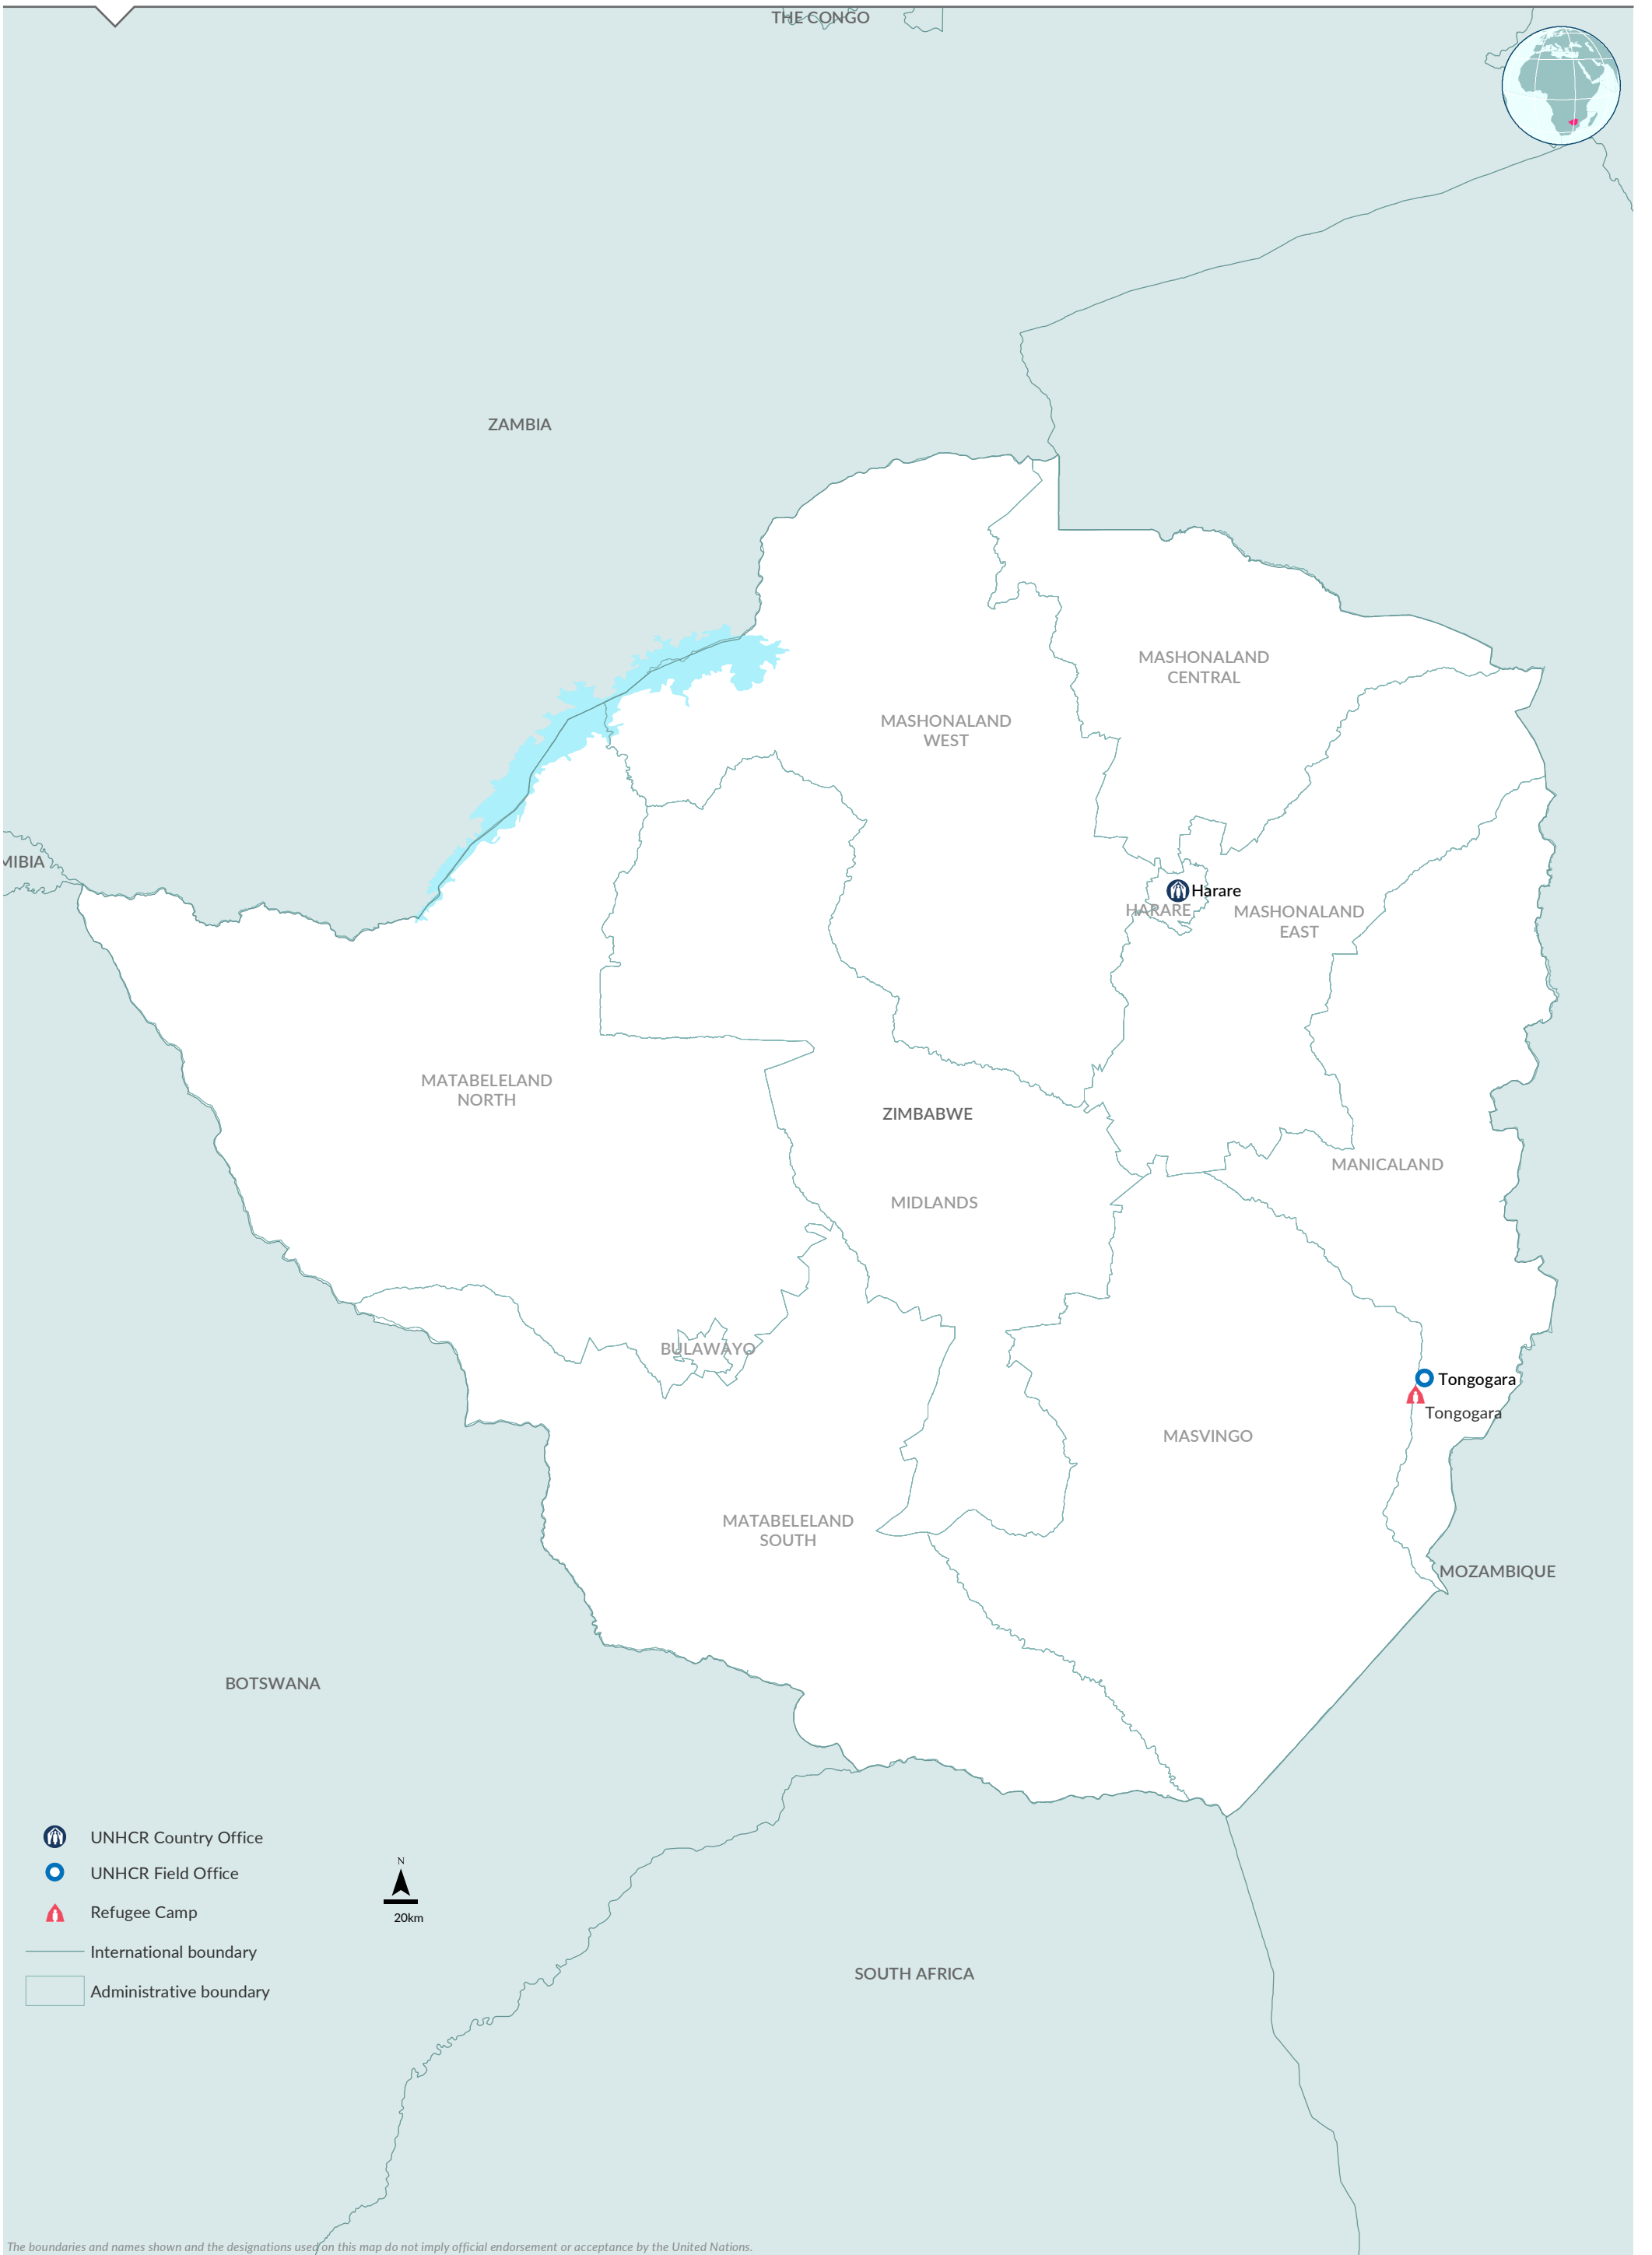 THE CONGO
ZAMBIA
MASHONALAND
CENTRAL
MASHONALAND
WEST
MIBIA
Harare
HARARE
MASHONALAND
EAST
MATABELELAND
NORTH
ZIMBABWE
MANICALAND
MIDLANDS
BULAWAYO
Tongogara
Tongogara
MASVINGO
MATABELELAND
SOUTH
MOZAMBIQUE
BOTSWANA
UNHCR Country Office
UNHCR Field Office
Refugee Camp
International boundary
Administrative boundary
N
20km
SOUTH AFRICA
The boundaries and names shown and the designations used on this map do not imply official endorsement or acceptance by the United Nations.